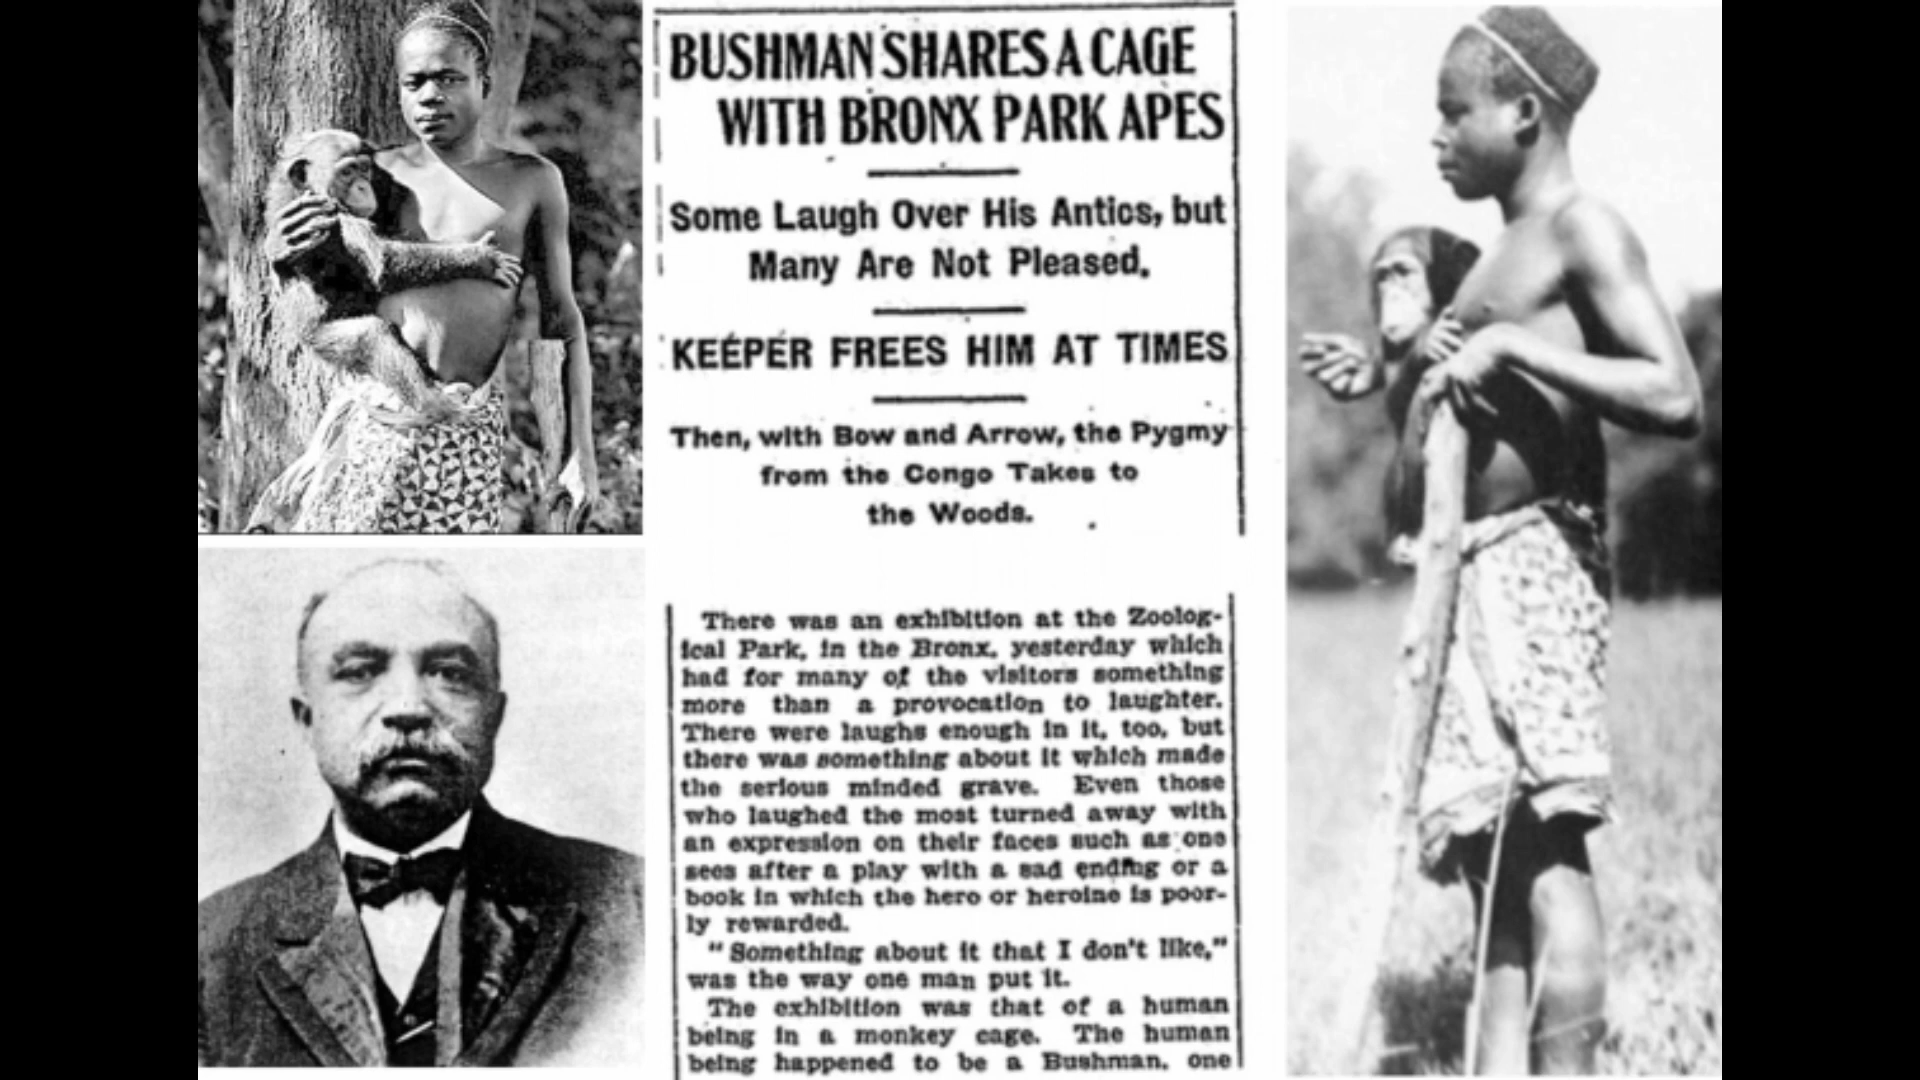 BUSHMAN SHARES A CAGE
WITH BRONX PARK APES
Some Laugh Over His Antics, but
Many Are Not Pleased.
KEEPER FREES HIM AT TIMES
Then, with Bow and Arrow, the Pygmy
from the Congo Takes to
the Woods.
There was an exhibition at the Zoolog-
ical Park, in the Bronx, yesterday which
had for many of the visitors something
more than a provocation to laughter.
There were laughs enough in it, too, but
there was something about it which made
the serious minded grave. Even those
who laughed the most turned away with
an expression on their faces such as one
sees after a play with a sad ending or a
book in which the hero or heroine is poor-
ly rewarded.
"Something about it that I don't like,"
was the way one man put it.
The exhibition was that of a human
being in a monkey cage. The human
being happened to be a Bushman, one